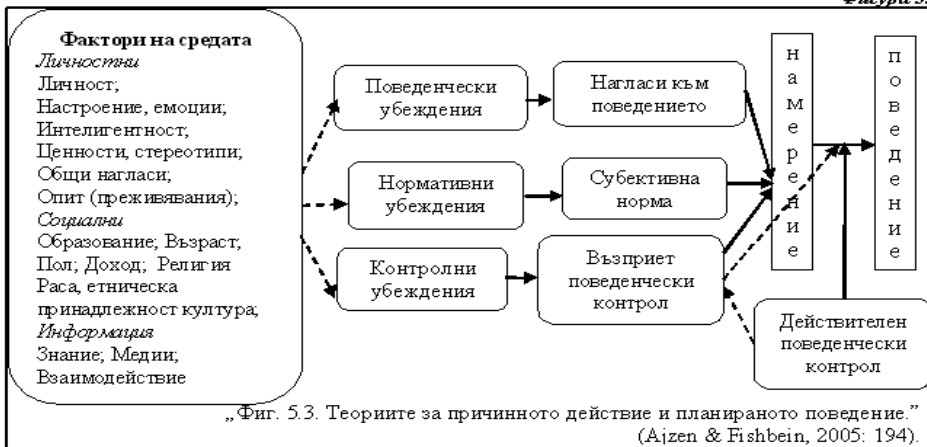 Фигура 5.
Фактори на средата
Личностни
Личност;
Настроение, емоции;
Интелигентност;
Ценности, стереотипи;
Общи нагласи;
Опит (преживявания);
Социални
Образование; Възраст;
Пол; Доход; Религия
Раса, етническа
принадлежност култура;
Информация
Знание; Медии;
Взаимодействие
Поведенчески
убеждения
Нагласи към
поведението
Нормативни
убеждения
Субективна
норма
Контролни
убеждения
Възприет
поведенчески
контрол
намерение
поведение
Действителен
поведенчески
контрол
„Фиг. 5.3. Теориите за причинното действие и планираното поведение.”
(Ajzen & Fishbein, 2005: 194).